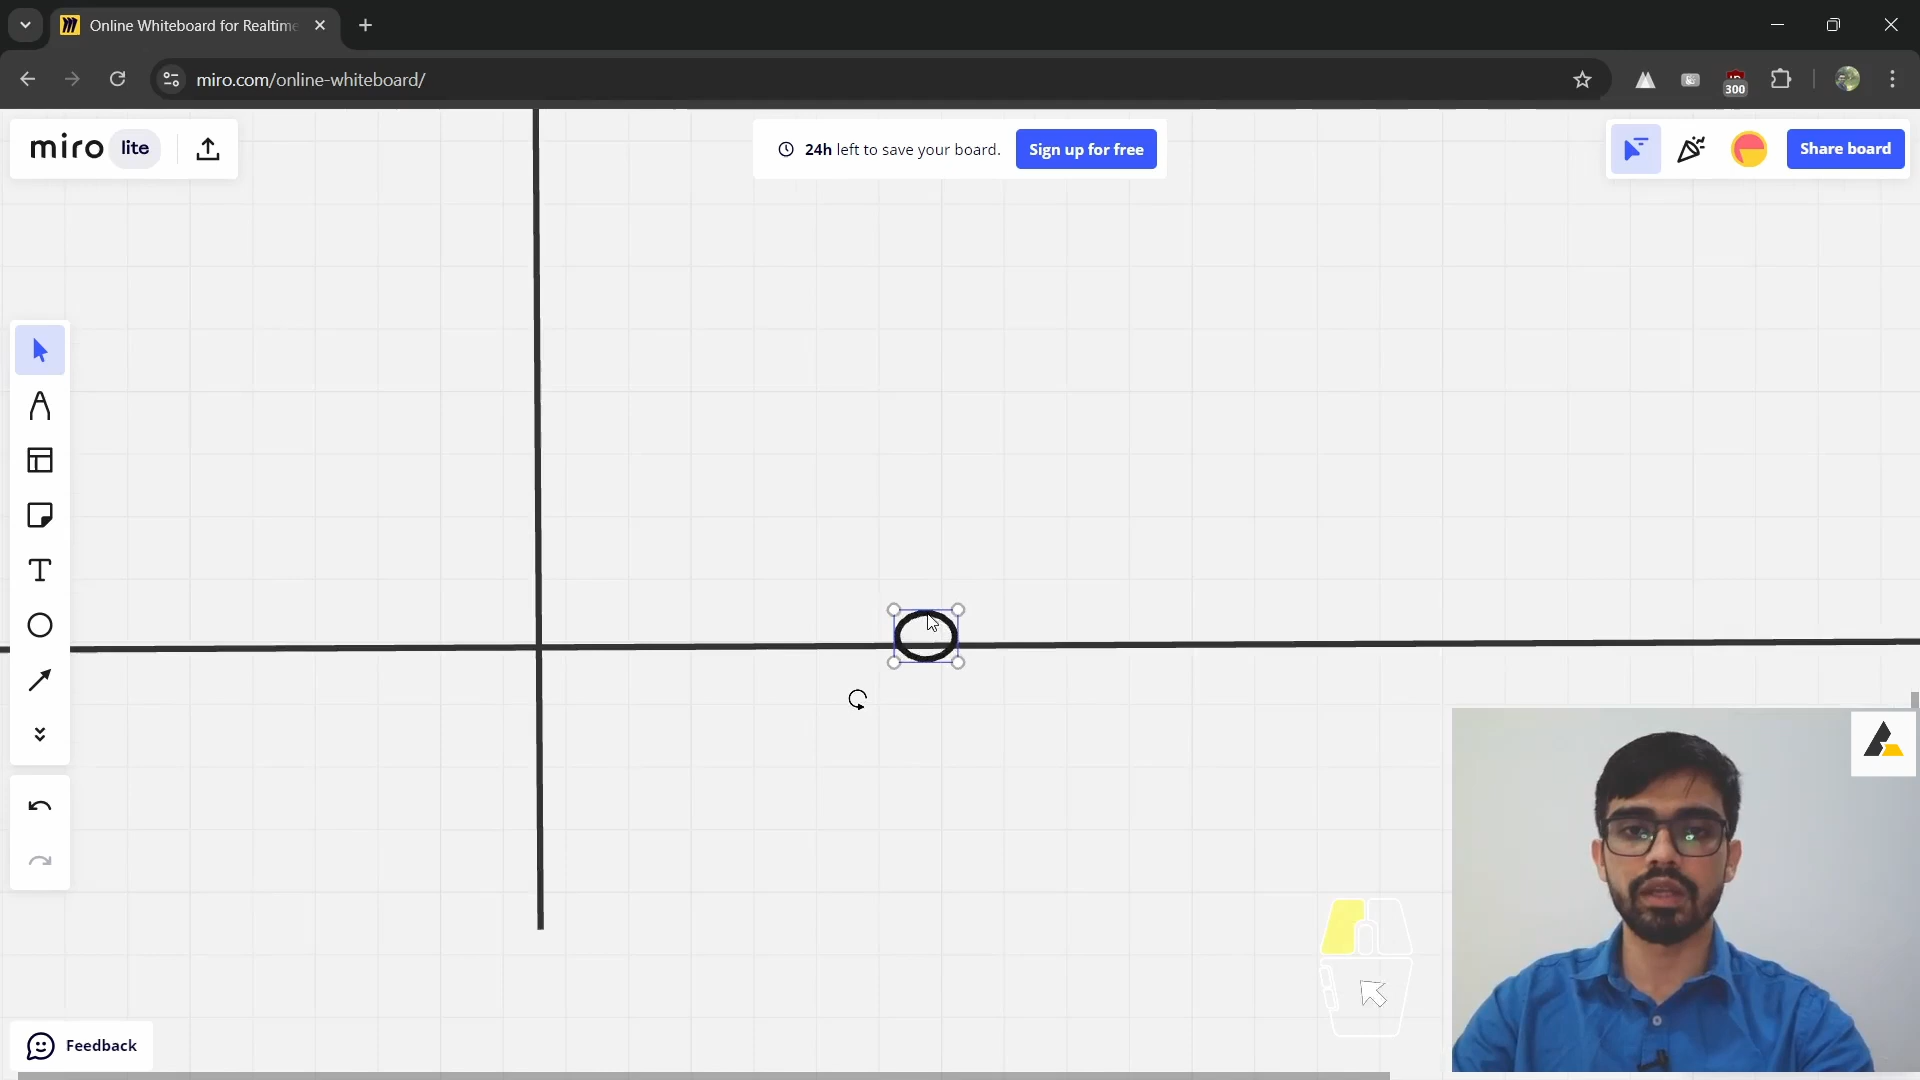 Online Whiteboard for Realtime
miro.com/online-whiteboard/
300
miro lite
24h left to save your board.
Sign up for free
Share board
Feedback